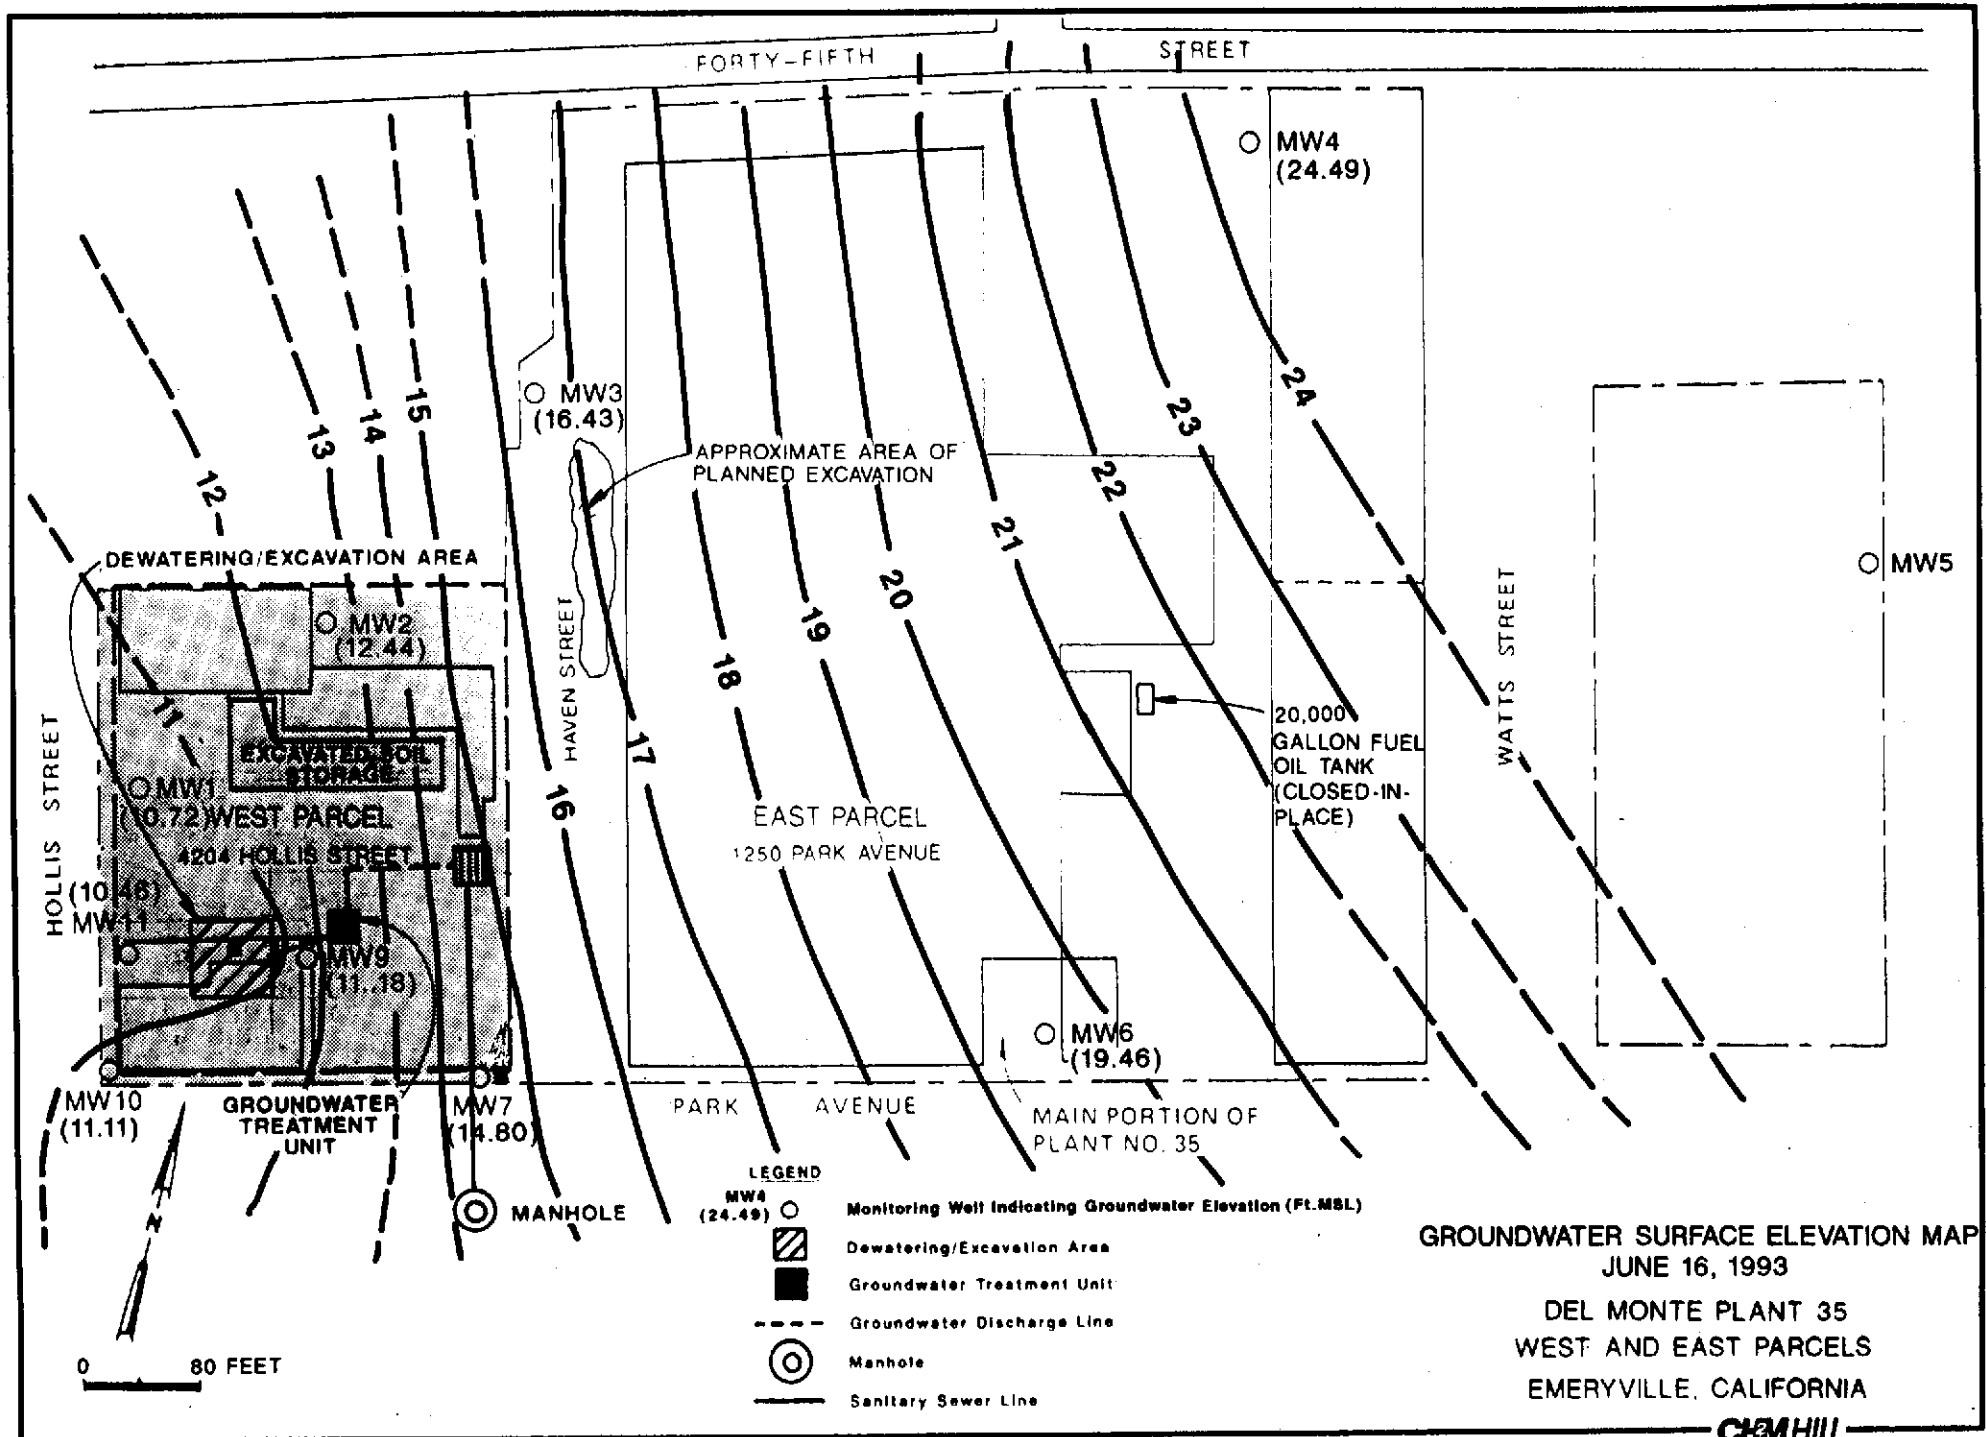 FORTY-FIFTH STREET
MW4
(24.49)
MW3
(16.43)
15
14
13
12
11
24
23
22
21
20
19
18
17
16
APPROXIMATE AREA OF
PLANNED EXCAVATION
DEWATERING/EXCAVATION AREA
MW5
MW2
(12.44)
HAVEN STREET
WATTS STREET
HOLLIS STREET
20,000
GALLON FUEL
OIL TANK
(CLOSED-IN-
PLACE)
EXCAVATED SOIL
STORAGE
MW1
(10.72)
WEST PARCEL
4204 HOLLIS STREET
EAST PARCEL
1250 PARK AVENUE
(10.46)
MW11
MW9
(11.18)
MW6
(19.46)
MW10
(11.11)
GROUNDWATER
TREATMENT
UNIT
MW7
(14.80)
PARK AVENUE
MAIN PORTION OF
PLANT NO. 35
N
MANHOLE
0 80 FEET
LEGEND
MW4
(24.49)
Monitoring Well Indicating Groundwater Elevation (Ft.MSL)
Dewatering/Excavation Area
Groundwater Treatment Unit
Groundwater Discharge Line
Manhole
Sanitary Sewer Line
GROUNDWATER SURFACE ELEVATION MAP
JUNE 16, 1993
DEL MONTE PLANT 35
WEST AND EAST PARCELS
EMERYVILLE, CALIFORNIA
CH2M HILL